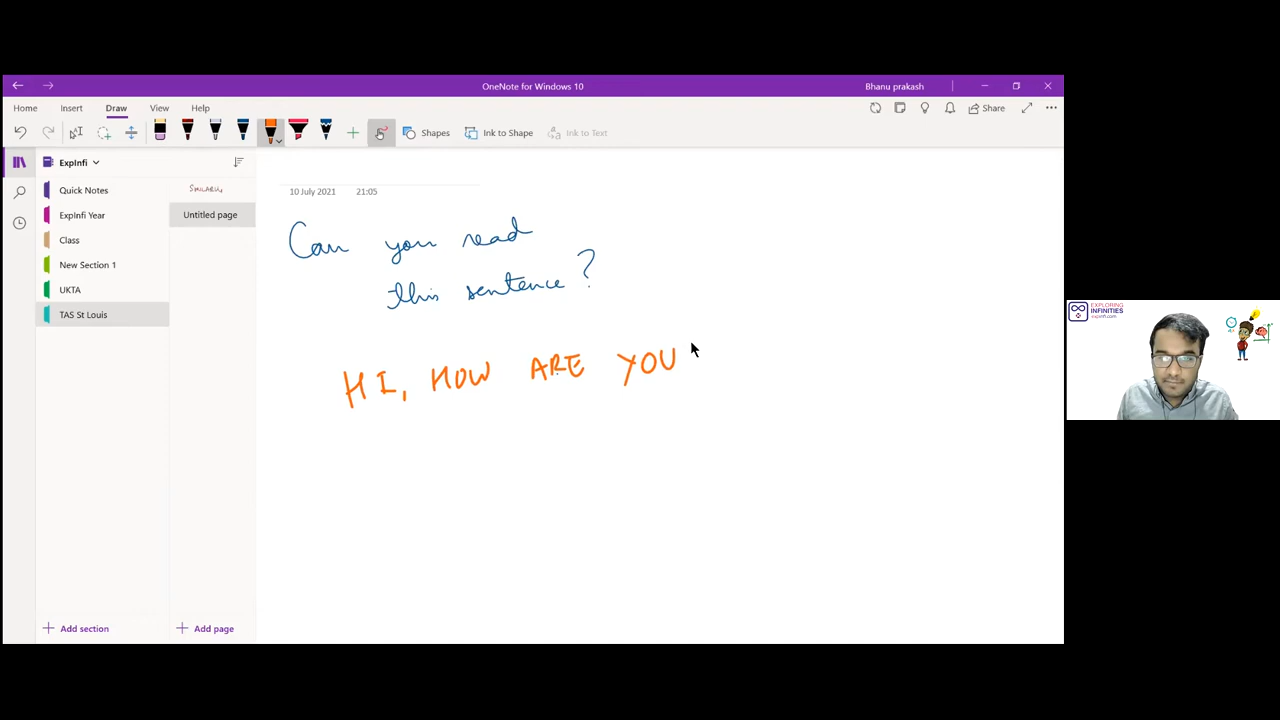 OneNote for Windows 10
Bhanu prakash
Home Insert Draw View Help
Share
Shapes Ink to Shape Ink to Text
ExpInfi
Quick Notes
ExpInfi Year
Class
New Section 1
UKTA
TAS St Louis
Untitled page
10 July 2021 21:05
Can you read
this sentence?
HI, HOW ARE YOU
EXPLORING
INFINITIES
expinfi.com
Add section
Add page